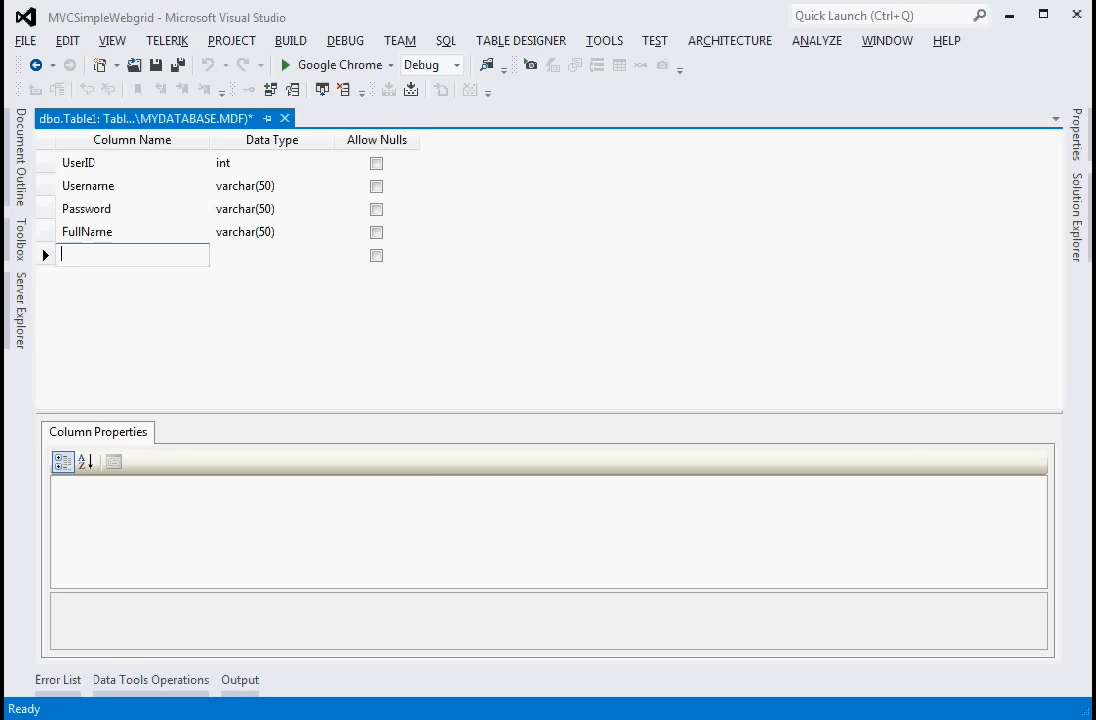 MVCSimpleWebgrid - Microsoft Visual Studio
Quick Launch (Ctrl+Q)
FILE EDIT VIEW TELERIK PROJECT BUILD DEBUG TEAM SQL TABLE DESIGNER TOOLS TEST ARCHITECTURE ANALYZE WINDOW HELP
Google Chrome Debug
dbo.Table1: Tabl...\MYDATABASE.MDF)*
Column Name Data Type Allow Nulls
UserID int
Username varchar(50)
Password varchar(50)
FullName varchar(50)
Document Outline
Toolbox
Server Explorer
Properties
Solution Explorer
Column Properties
Error List Data Tools Operations Output
Ready